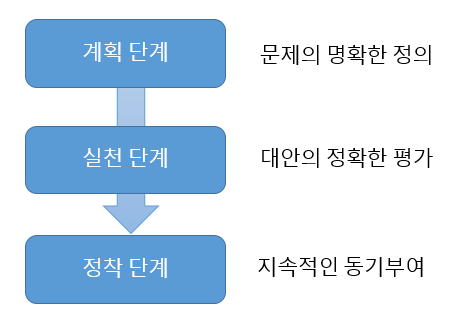 계획 단계
문제의 명확한 정의
실천 단계
대안의 정확한 평가
정착 단계
지속적인 동기부여